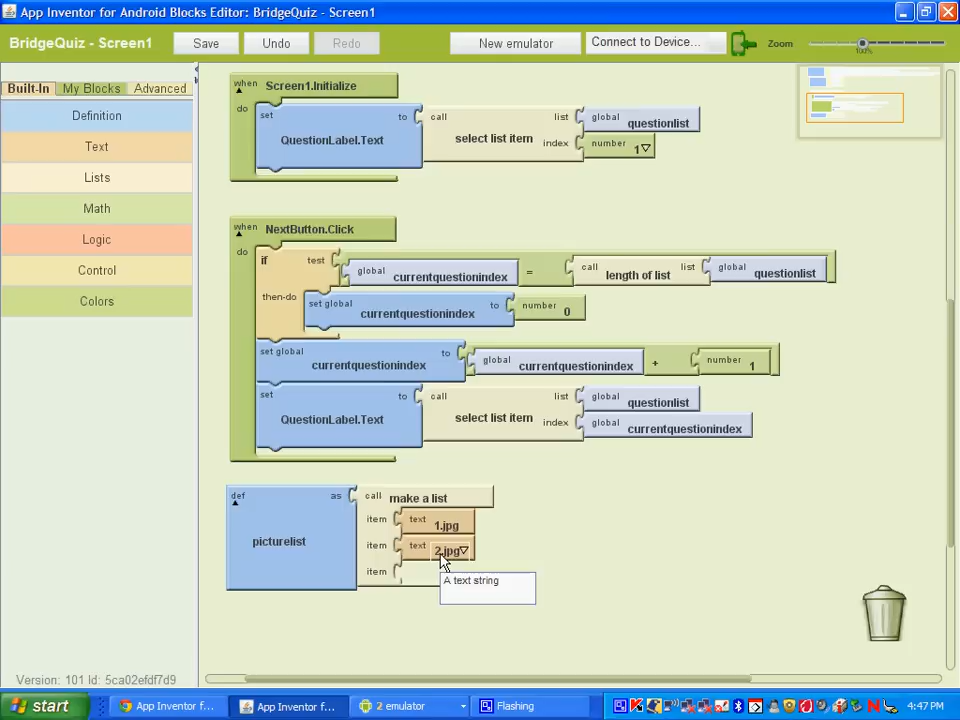 App Inventor for Android Blocks Editor: BridgeQuiz - Screen1
BridgeQuiz - Screen1
Save
Undo
Redo
New emulator
Connect to Device...
Zoom
100%
Built-In
My Blocks
Advanced
Definition
Text
Lists
Math
Logic
Control
Colors
when Screen1.Initialize
do
set QuestionLabel.Text to
call select list item
list
global questionlist
index
number 1
when NextButton.Click
do
if test
global currentquestionindex
=
call length of list
list
global questionlist
then-do
set global currentquestionindex to
number 0
set global currentquestionindex to
global currentquestionindex
+
number 1
set QuestionLabel.Text to
call select list item
list
global questionlist
index
global currentquestionindex
def picturelist as
call make a list
item text 1.jpg
item text 2.jpg
item
A text string
Version: 101 Id: 5ca02efdf7d9
start
App Inventor f...
App Inventor f...
2 emulator
Flashing
4:47 PM